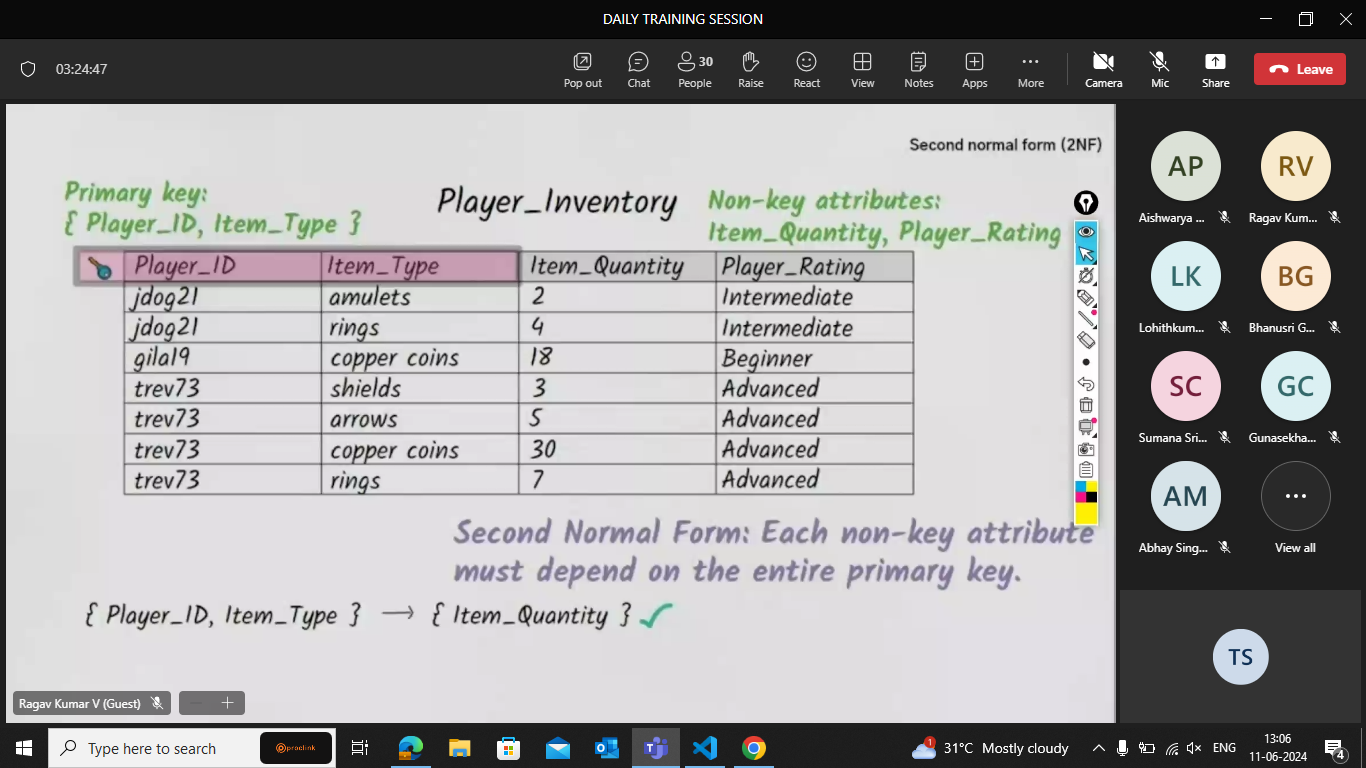 DAILY TRAINING SESSION
03:24:47
Pop out
Chat
30
People
Raise
React
View
Notes
Apps
More
Camera
Mic
Share
Leave
Second normal form (2NF)
Primary key:
{ Player_ID, Item_Type }
Player_Inventory
Non-key attributes:
Item_Quantity, Player_Rating
Player_ID Item_Type Item_Quantity Player_Rating
jdog21 amulets 2 Intermediate
jdog21 rings 4 Intermediate
gila19 copper coins 18 Beginner
trev73 shields 3 Advanced
trev73 arrows 5 Advanced
trev73 copper coins 30 Advanced
trev73 rings 7 Advanced
Second Normal Form: Each non-key attribute
must depend on the entire primary key.
{ Player_ID, Item_Type } → { Item_Quantity } ✓
Ragav Kumar V (Guest)
AP
Aishwarya ...
RV
Ragav Kum...
LK
Lohithkum...
BG
Bhanusri G...
SC
Sumana Sri...
GC
Gunasekha...
AM
Abhay Sing...
View all
TS
Type here to search
proclink
1
31°C Mostly cloudy
ENG
13:06
11-06-2024
4